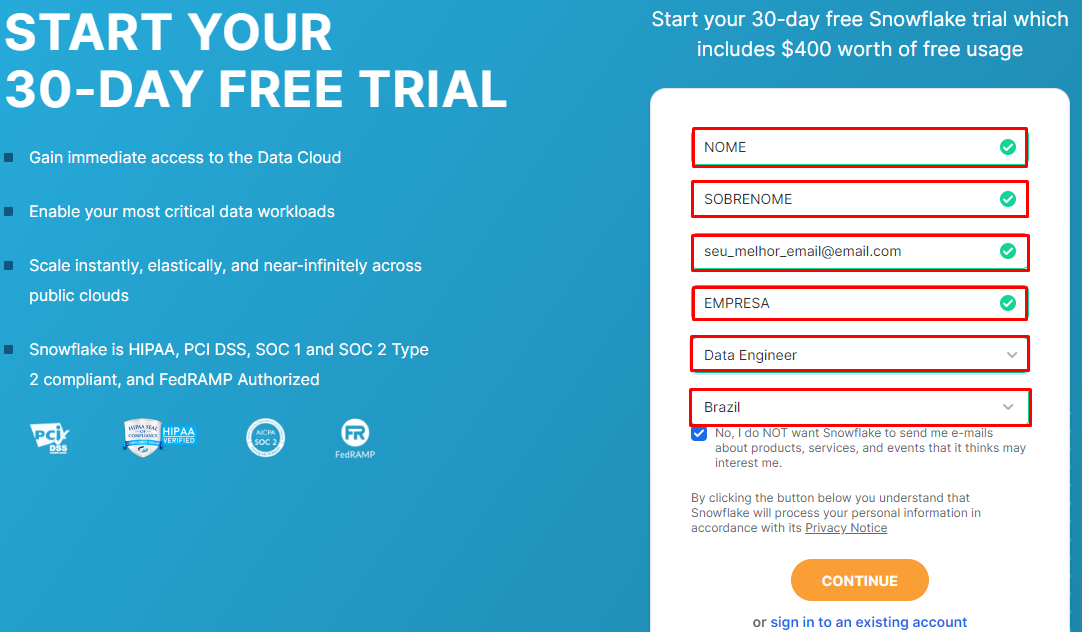 START YOUR
30-DAY FREE TRIAL
Gain immediate access to the Data Cloud
Enable your most critical data workloads
Scale instantly, elastically, and near-infinitely across
public clouds
Snowflake is HIPAA, PCI DSS, SOC 1 and SOC 2 Type
2 compliant, and FedRAMP Authorized
PCI
DSS
HIPAA SEAL
OF
COMPLIANCE
HIPAA
VERIFIED
AICPA
SOC 2
FR
FedRAMP
Start your 30-day free Snowflake trial which
includes $400 worth of free usage
NOME
SOBRENOME
seu_melhor_email@email.com
EMPRESA
Data Engineer
Brazil
No, I do NOT want Snowflake to send me e-mails
about products, services, and events that it thinks may
interest me.
By clicking the button below you understand that
Snowflake will process your personal information in
accordance with its Privacy Notice
CONTINUE
or sign in to an existing account